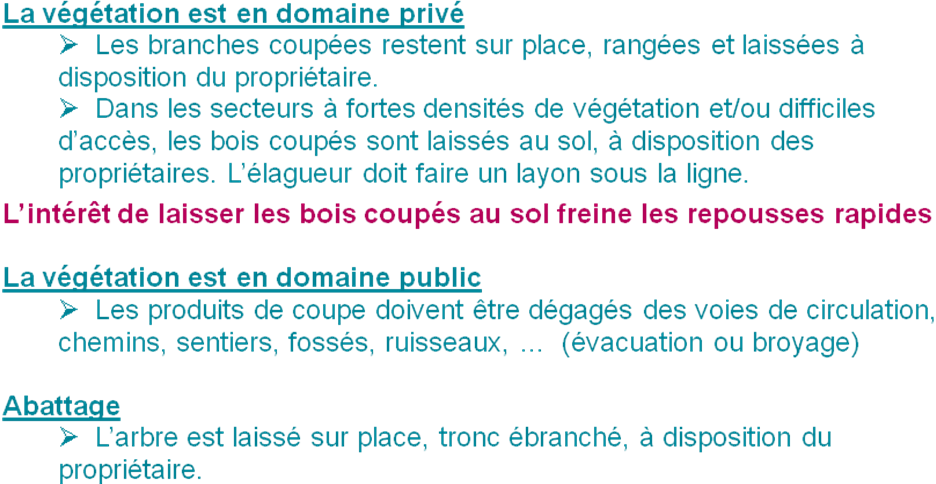 La végétation est en domaine privé
➢ Les branches coupées restent sur place, rangées et laissées à
disposition du propriétaire.
➢ Dans les secteurs à fortes densités de végétation et/ou difficiles
d’accès, les bois coupés sont laissés au sol, à disposition des
propriétaires. L’élagueur doit faire un layon sous la ligne.
L’intérêt de laisser les bois coupés au sol freine les repousses rapides
La végétation est en domaine public
➢ Les produits de coupe doivent être dégagés des voies de circulation,
chemins, sentiers, fossés, ruisseaux, … (évacuation ou broyage)
Abattage
➢ L’arbre est laissé sur place, tronc ébranché, à disposition du
propriétaire.